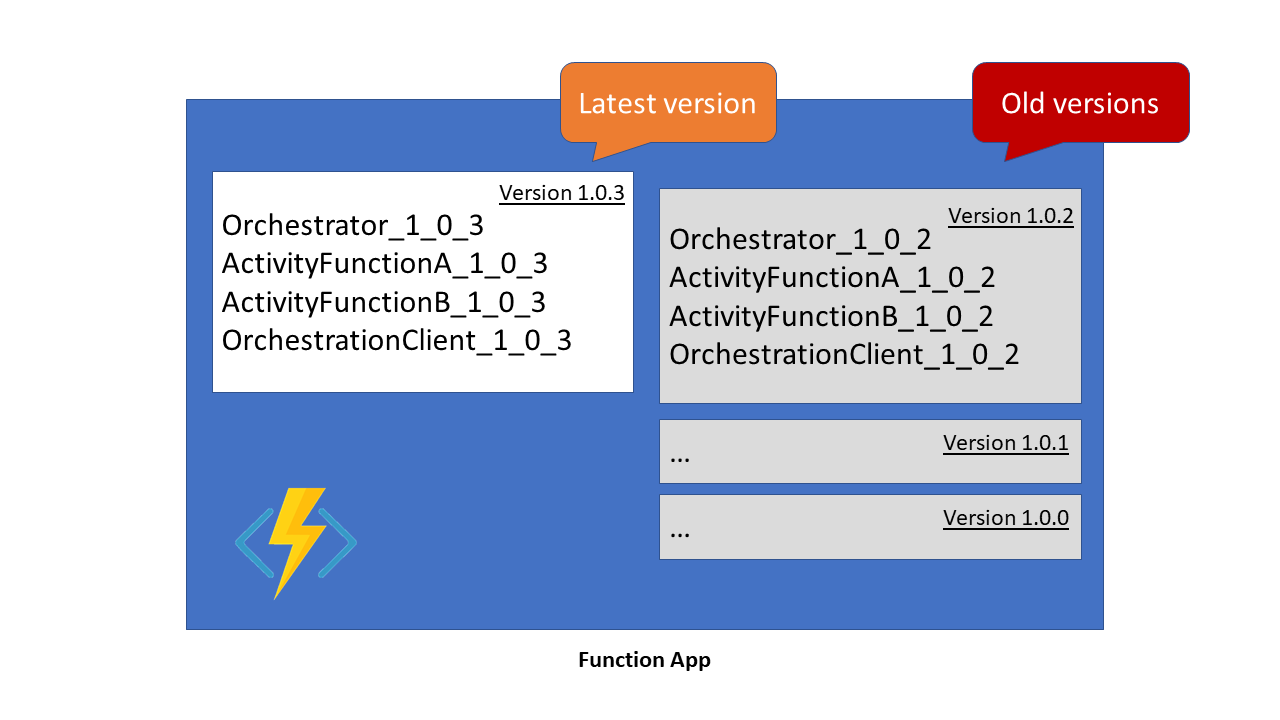 Latest version
Old versions
Version 1.0.3
Orchestrator_1_0_3
ActivityFunctionA_1_0_3
ActivityFunctionB_1_0_3
OrchestrationClient_1_0_3
Version 1.0.2
Orchestrator_1_0_2
ActivityFunctionA_1_0_2
ActivityFunctionB_1_0_2
OrchestrationClient_1_0_2
Version 1.0.1
...
Version 1.0.0
...
Function App